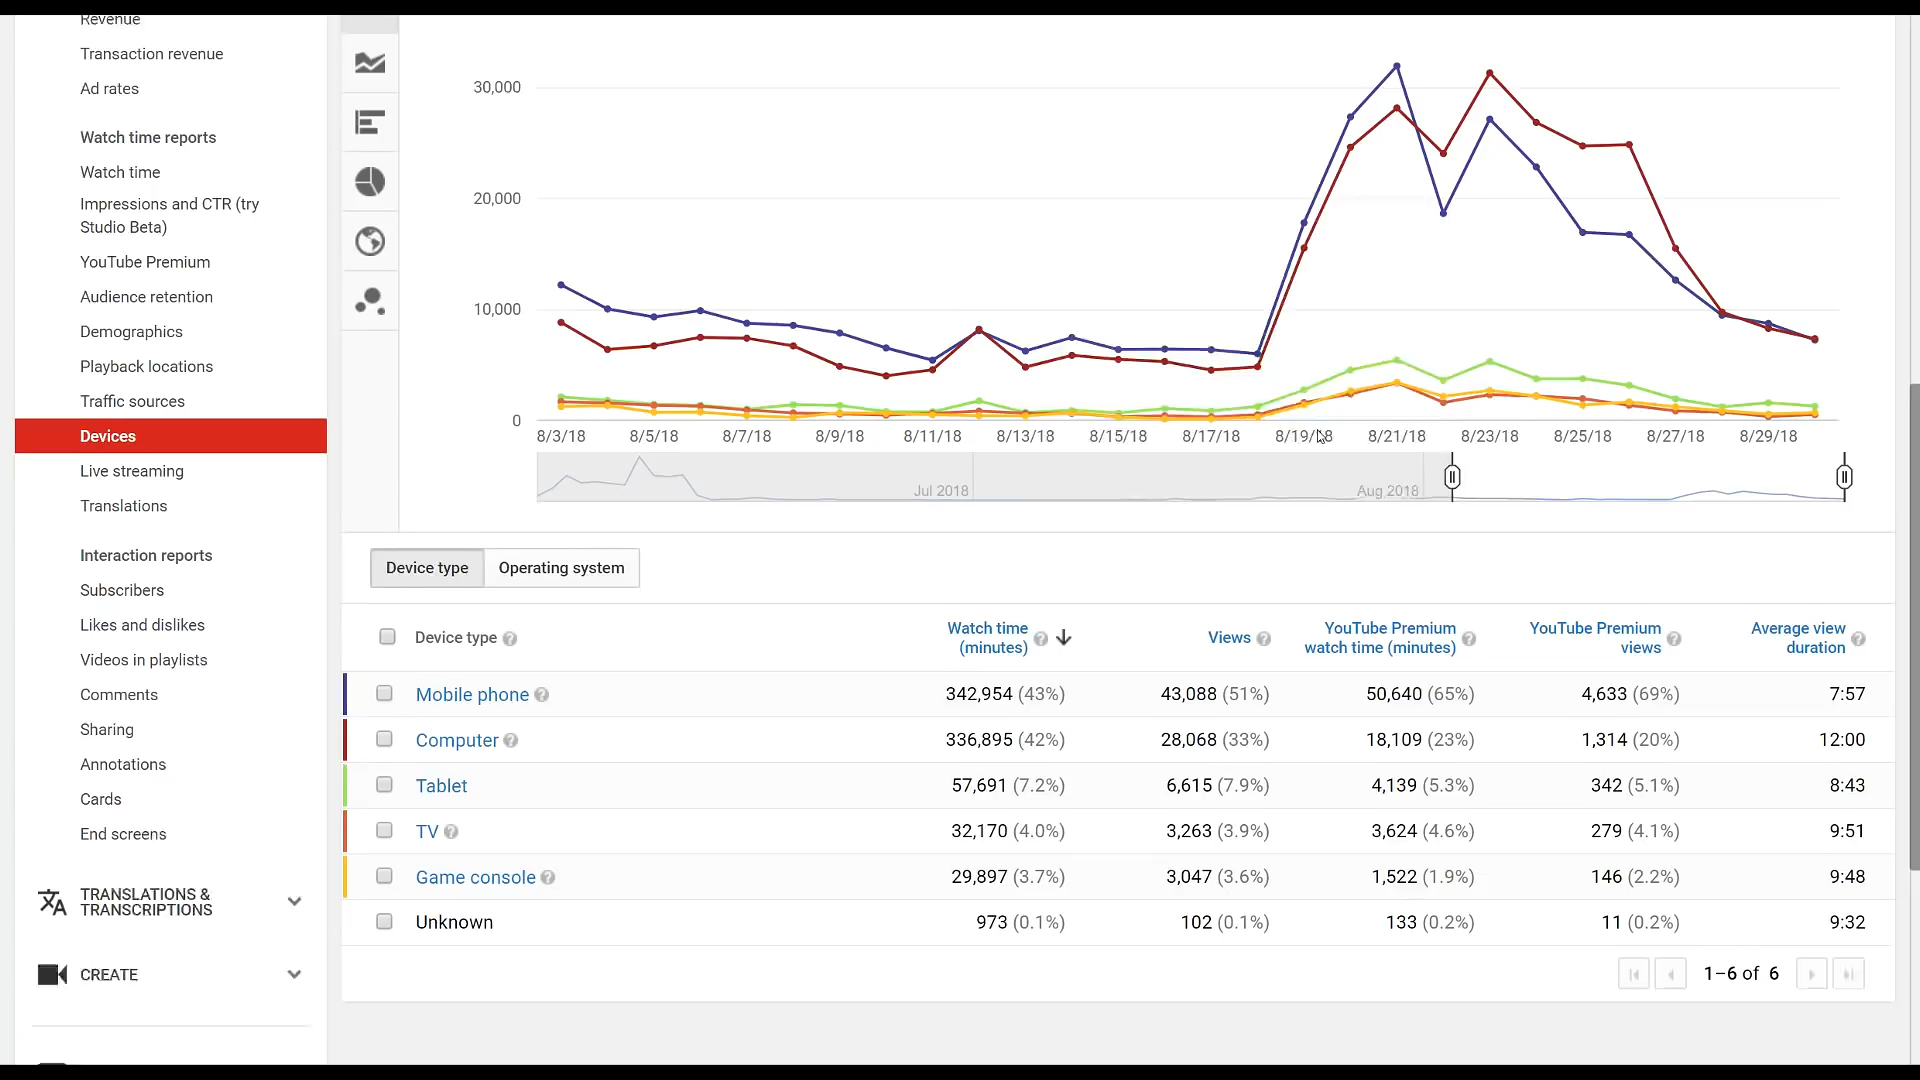 Revenue
Transaction revenue
Ad rates
Watch time reports
Watch time
Impressions and CTR (try
Studio Beta)
YouTube Premium
Audience retention
Demographics
Playback locations
Traffic sources
Devices
Live streaming
Translations
Interaction reports
Subscribers
Likes and dislikes
Videos in playlists
Comments
Sharing
Annotations
Cards
End screens
TRANSLATIONS &
TRANSCRIPTIONS
CREATE
30,000
20,000
10,000
0
8/3/18 8/5/18 8/7/18 8/9/18 8/11/18 8/13/18 8/15/18 8/17/18 8/19/18 8/21/18 8/23/18 8/25/18 8/27/18 8/29/18
Jul 2018 Aug 2018
Device type Operating system
Device type ? Watch time (minutes) ? Views ? YouTube Premium watch time (minutes) ? YouTube Premium views ? Average view duration ?
Mobile phone ? 342,954 (43%) 43,088 (51%) 50,640 (65%) 4,633 (69%) 7:57
Computer ? 336,895 (42%) 28,068 (33%) 18,109 (23%) 1,314 (20%) 12:00
Tablet 57,691 (7.2%) 6,615 (7.9%) 4,139 (5.3%) 342 (5.1%) 8:43
TV ? 32,170 (4.0%) 3,263 (3.9%) 3,624 (4.6%) 279 (4.1%) 9:51
Game console ? 29,897 (3.7%) 3,047 (3.6%) 1,522 (1.9%) 146 (2.2%) 9:48
Unknown 973 (0.1%) 102 (0.1%) 133 (0.2%) 11 (0.2%) 9:32
1–6 of 6